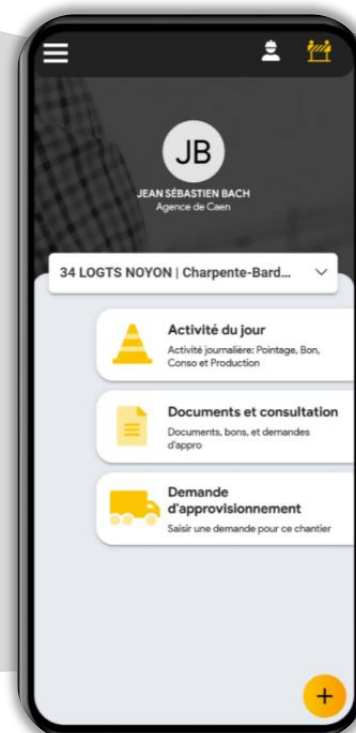 JB
JEAN SÉBASTIEN BACH
Agence de Caen
34 LOGTS NOYON | Charpente-Bard...
Activité du jour
Activité journalière: Pointage, Bon,
Conso et Production
Documents et consultation
Documents, bons, et demandes
d'appro
Demande
d'approvisionnement
Saisir une demande pour ce chantier
+